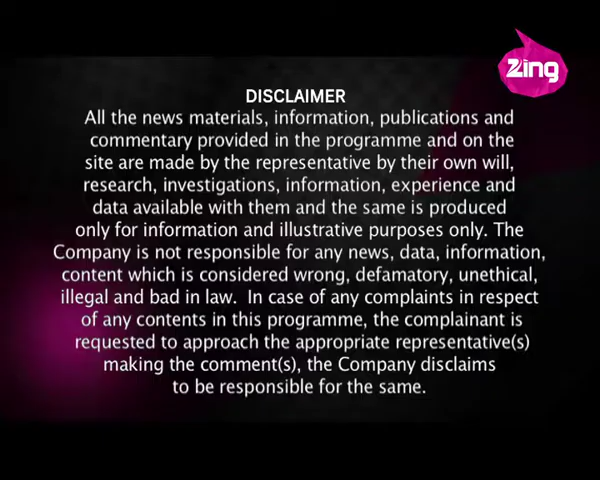 Zing
DISCLAIMER
All the news materials, information, publications and
commentary provided in the programme and on the
site are made by the representative by their own will,
research, investigations, information, experience and
data available with them and the same is produced
only for information and illustrative purposes only. The
Company is not responsible for any news, data, information,
content which is considered wrong, defamatory, unethical,
illegal and bad in law. In case of any complaints in respect
of any contents in this programme, the complainant is
requested to approach the appropriate representative(s)
making the comment(s), the Company disclaims
to be responsible for the same.